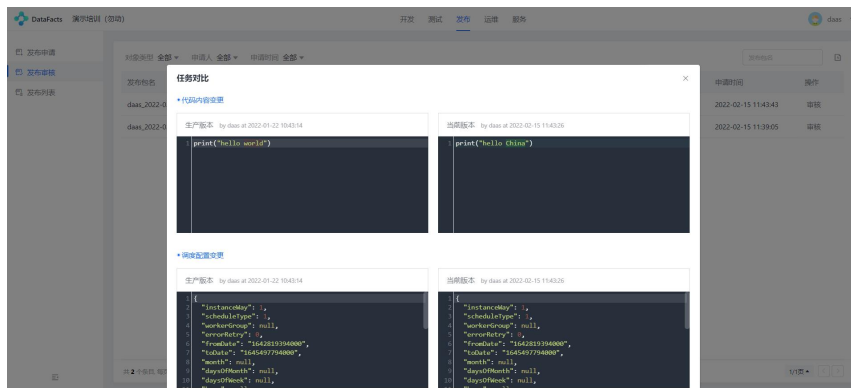 DataFacts 演示培训 (勿动) 开发 测试 发布 运维 服务 daas
发布申请
发布审核
发布列表
对象类型 全部 申请人 全部 申请时间 全部 发布包名
发布包名 申请时间 操作
任务对比 ×
daas_2022-0 2022-02-15 11:43:43 审核
daas_2022-0 2022-02-15 11:39:05 审核
• 代码内容变更
生产版本 by daas at 2022-01-22 10:43:14
1 print("hello world")
当前版本 by daas at 2022-02-15 11:43:26
1 print("hello China")
• 调度配置变更
生产版本 by daas at 2022-01-22 10:43:14
1 {
2 "instanceWay": 1,
3 "scheduleType": 1,
4 "workerGroup": null,
5 "errorRetry": 0,
6 "fromDate": "1642819394000",
7 "toDate": "1645497794000",
8 "month": null,
9 "daysOfMonth": null,
10 "daysOfWeek": null,
当前版本 by daas at 2022-02-15 11:43:26
1 {
2 "instanceWay": 1,
3 "scheduleType": 1,
4 "workerGroup": null,
5 "errorRetry": 0,
6 "fromDate": "1642819394000",
7 "toDate": "1645497794000",
8 "month": null,
9 "daysOfMonth": null,
10 "daysOfWeek": null,
共 2 个条目, 1/1页